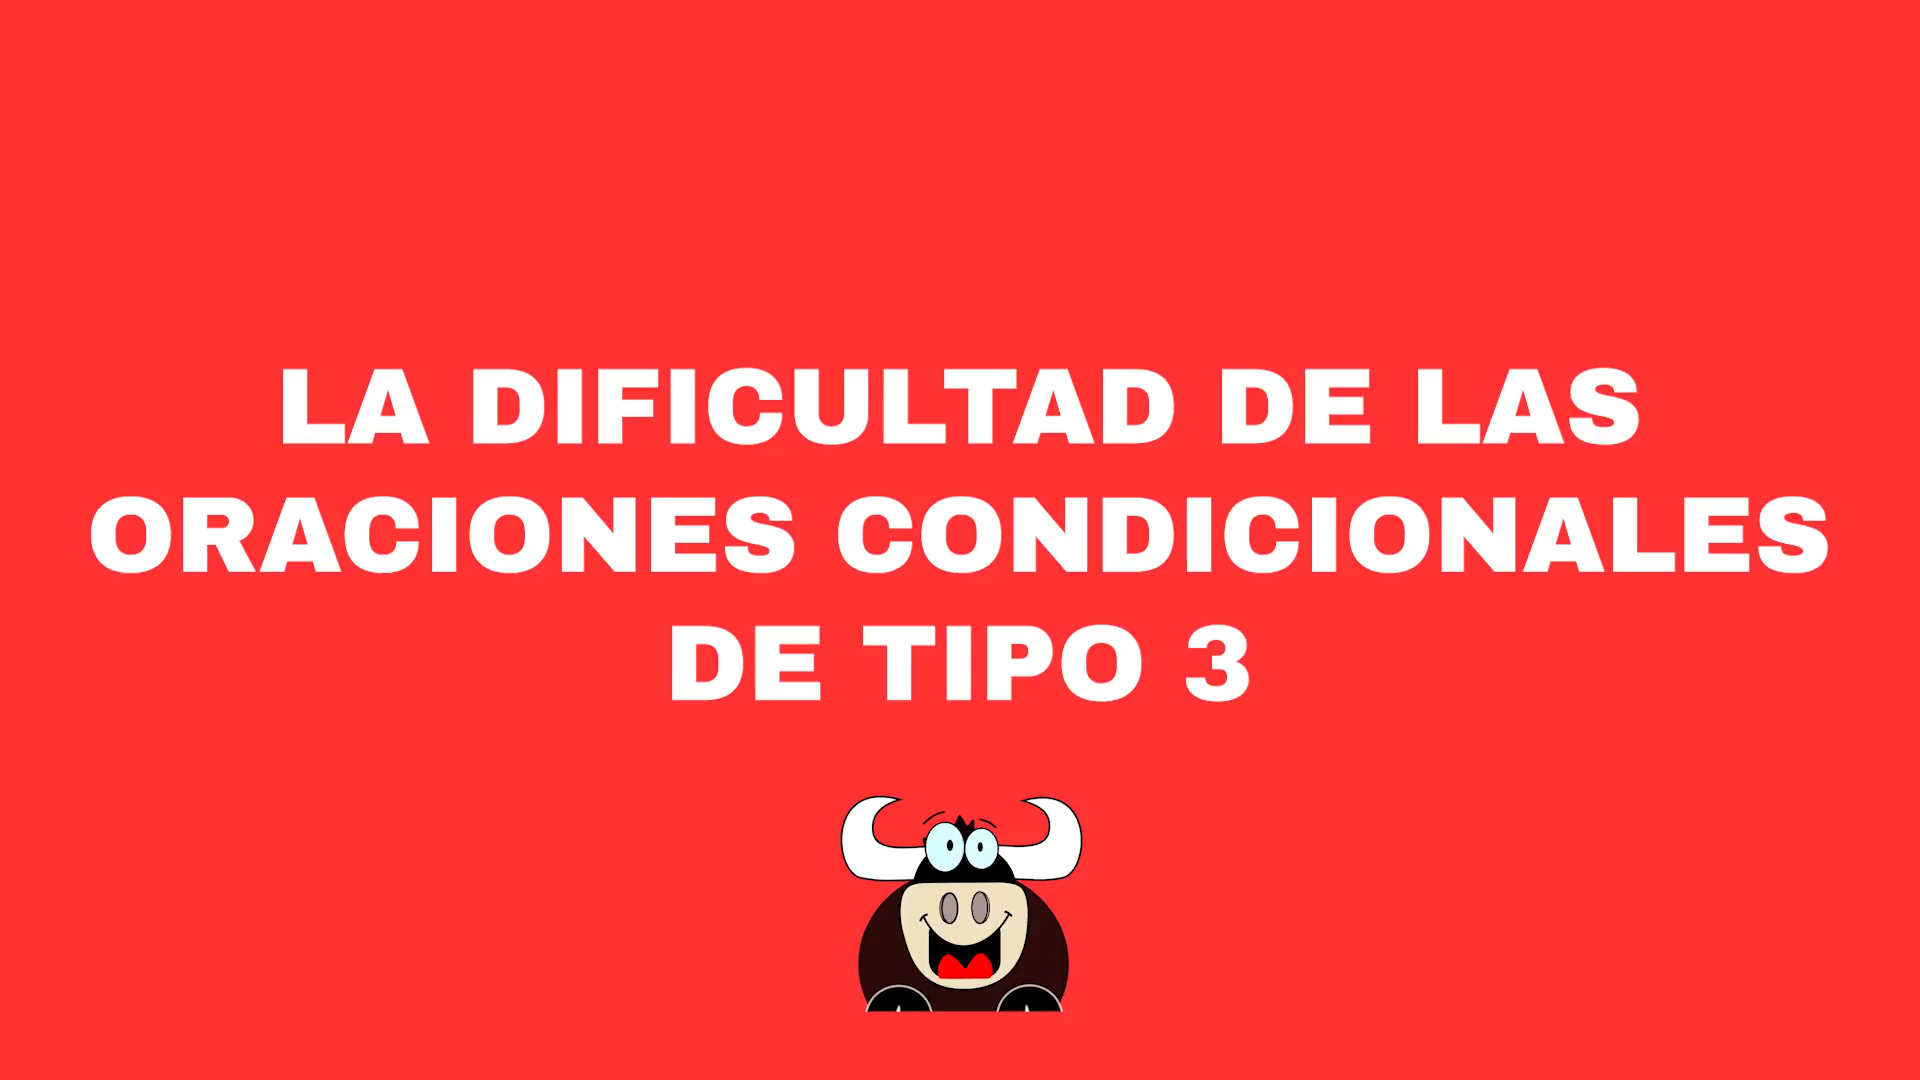 LA DIFICULTAD DE LAS
ORACIONES CONDICIONALES
DE TIPO 3